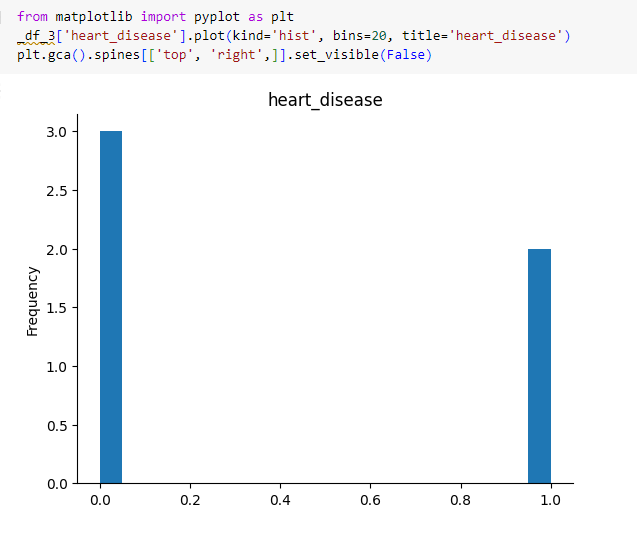 from matplotlib import pyplot as plt
_df_3['heart_disease'].plot(kind='hist', bins=20, title='heart_disease')
plt.gca().spines[['top', 'right',]].set_visible(False)
heart_disease
3.0
2.5
2.0
1.5
1.0
0.5
0.0
Frequency
0.0 0.2 0.4 0.6 0.8 1.0